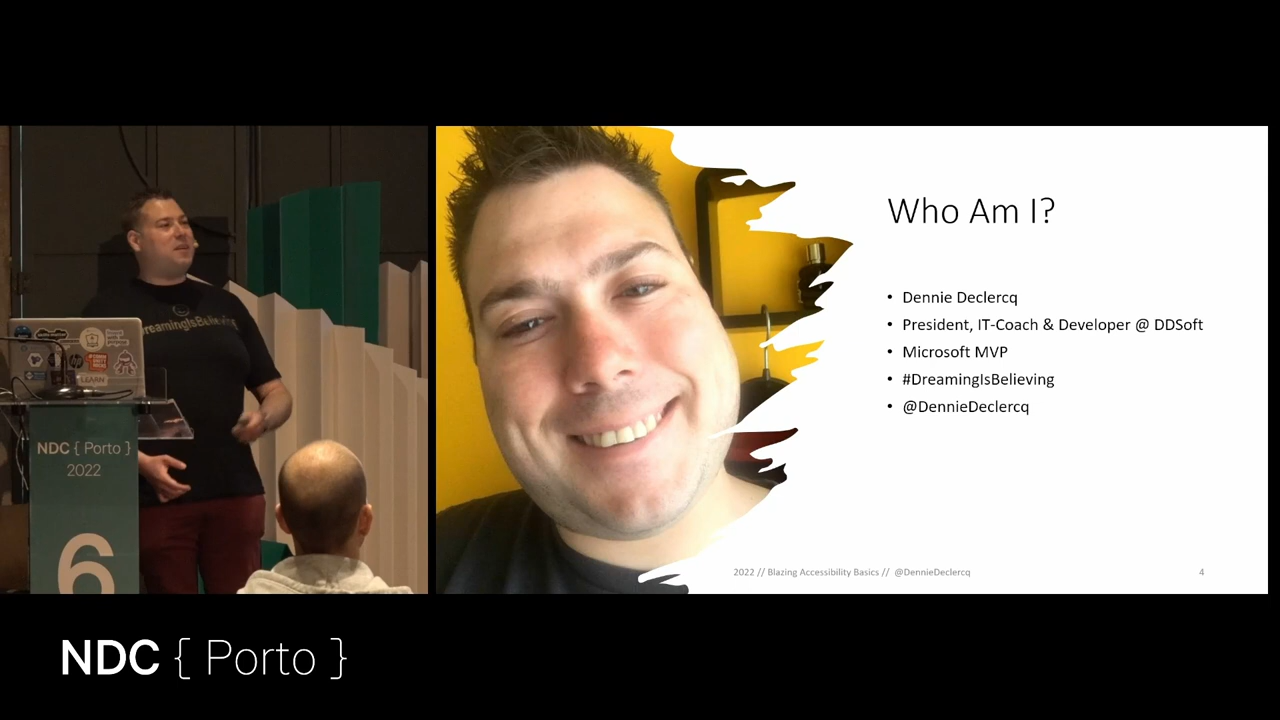 DreamingIsBelieving
LEARN
NDC { Porto }
2022
6
Who Am I?
• Dennie Declercq
• President, IT-Coach & Developer @ DDSoft
• Microsoft MVP
• #DreamingIsBelieving
• @DennieDeclercq
2022 // Blazing Accessibility Basics // @DennieDeclercq
4
NDC { Porto }